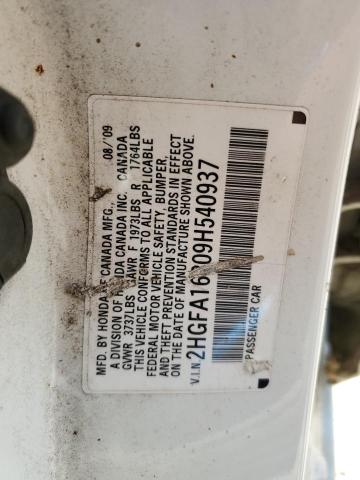 MFD. BY HONDA OF CANADA MFG. 08/09
A DIVISION OF HONDA CANADA INC., CANADA
GVWR 3737LBS GAWR F 1973LBS R 1764LBS
THIS VEHICLE CONFORMS TO ALL APPLICABLE
FEDERAL MOTOR VEHICLE SAFETY, BUMPER,
AND THEFT PREVENTION STANDARDS IN EFFECT
ON THE DATE OF MANUFACTURE SHOWN ABOVE.
V.I.N.
PASSENGER CAR